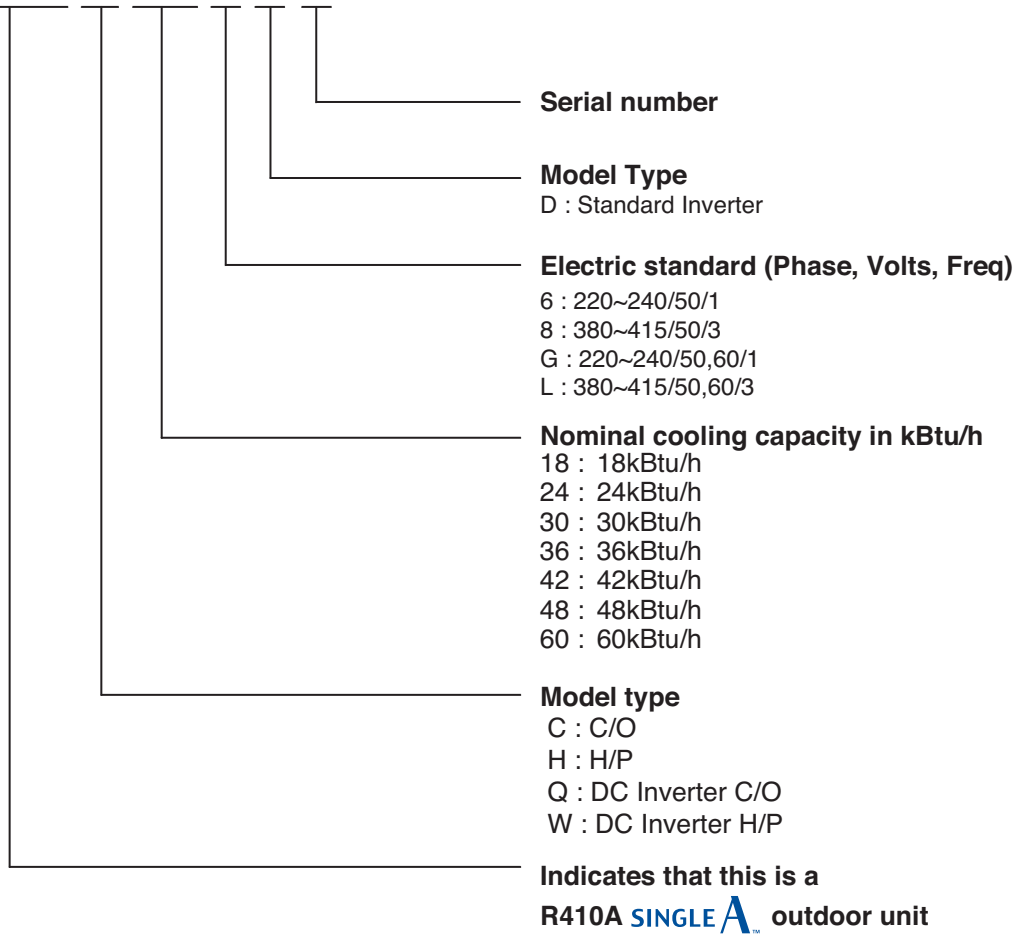 Serial number
Model Type
D : Standard Inverter
Electric standard (Phase, Volts, Freq)
6 : 220~240/50/1
8 : 380~415/50/3
G : 220~240/50,60/1
L : 380~415/50,60/3
Nominal cooling capacity in kBtu/h
18 : 18kBtu/h
24 : 24kBtu/h
30 : 30kBtu/h
36 : 36kBtu/h
42 : 42kBtu/h
48 : 48kBtu/h
60 : 60kBtu/h
Model type
C : C/O
H : H/P
Q : DC Inverter C/O
W : DC Inverter H/P
Indicates that this is a
R410A SINGLE A™ outdoor unit